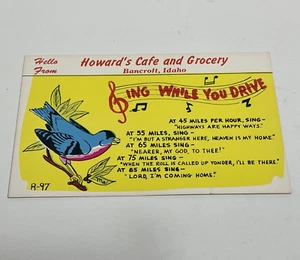 Hello
From
Howard's Cafe and Grocery
Bancroft, Idaho
SING WHILE YOU DRIVE
AT 45 MILES PER HOUR, SING-
"HIGHWAYS ARE HAPPY WAYS."
AT 55 MILES, SING-
"I'M BUT A STRANGER HERE, HEAVEN IS MY HOME."
AT 65 MILES SING-
"NEARER, MY GOD, TO THEE!"
AT 75 MILES SING-
"WHEN THE ROLL IS CALLED UP YONDER, I'LL BE THERE."
AT 85 MILES SING-
"LORD, I'M COMING HOME."
R-97